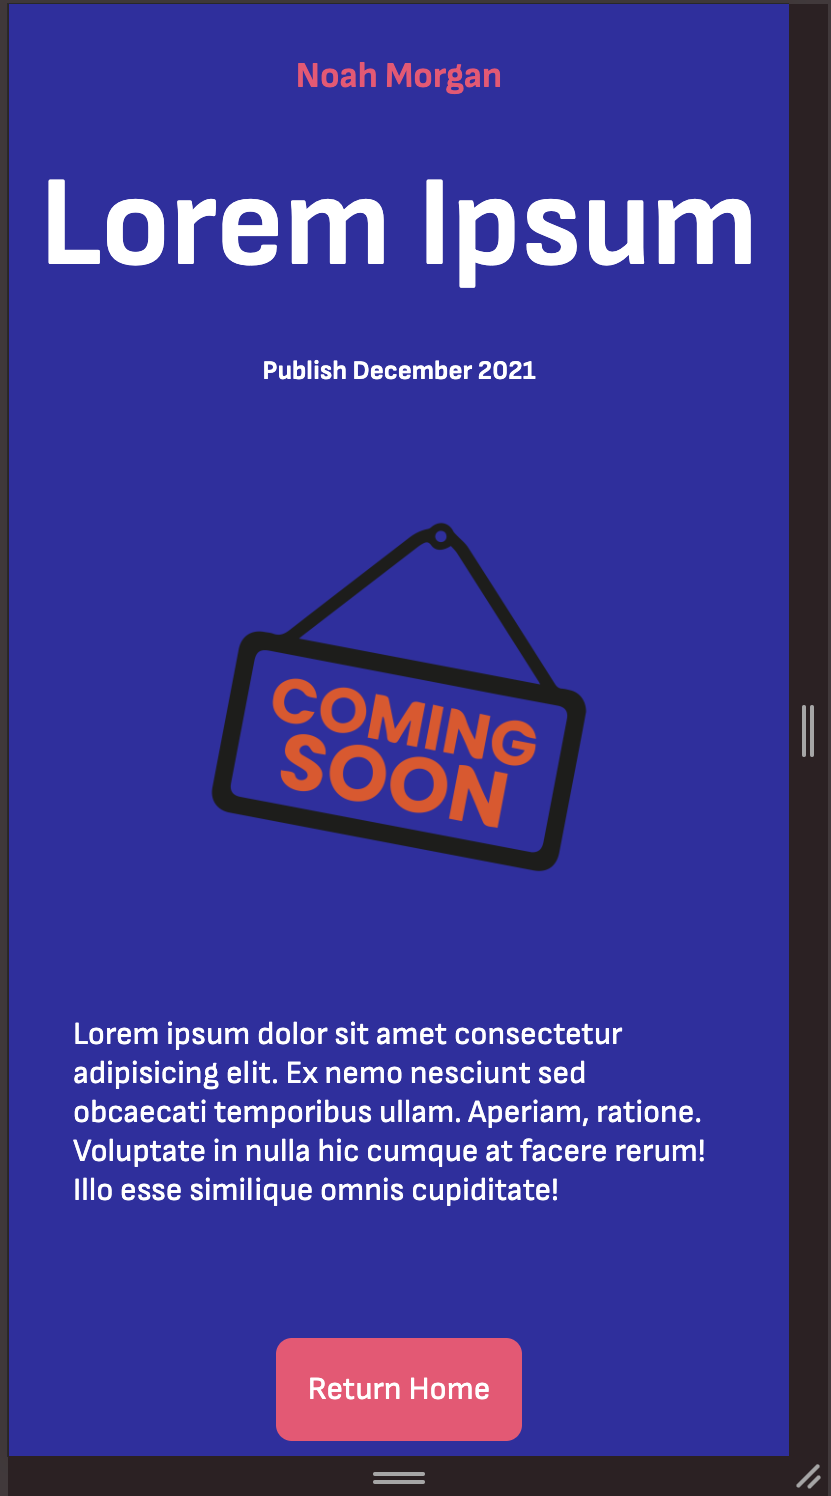 Noah Morgan
Lorem Ipsum
Publish December 2021
COMING
SOON
Lorem ipsum dolor sit amet consectetur
adipisicing elit. Ex nemo nesciunt sed
obcaecati temporibus ullam. Aperiam, ratione.
Voluptate in nulla hic cumque at facere rerum!
Illo esse similique omnis cupiditate!
Return Home